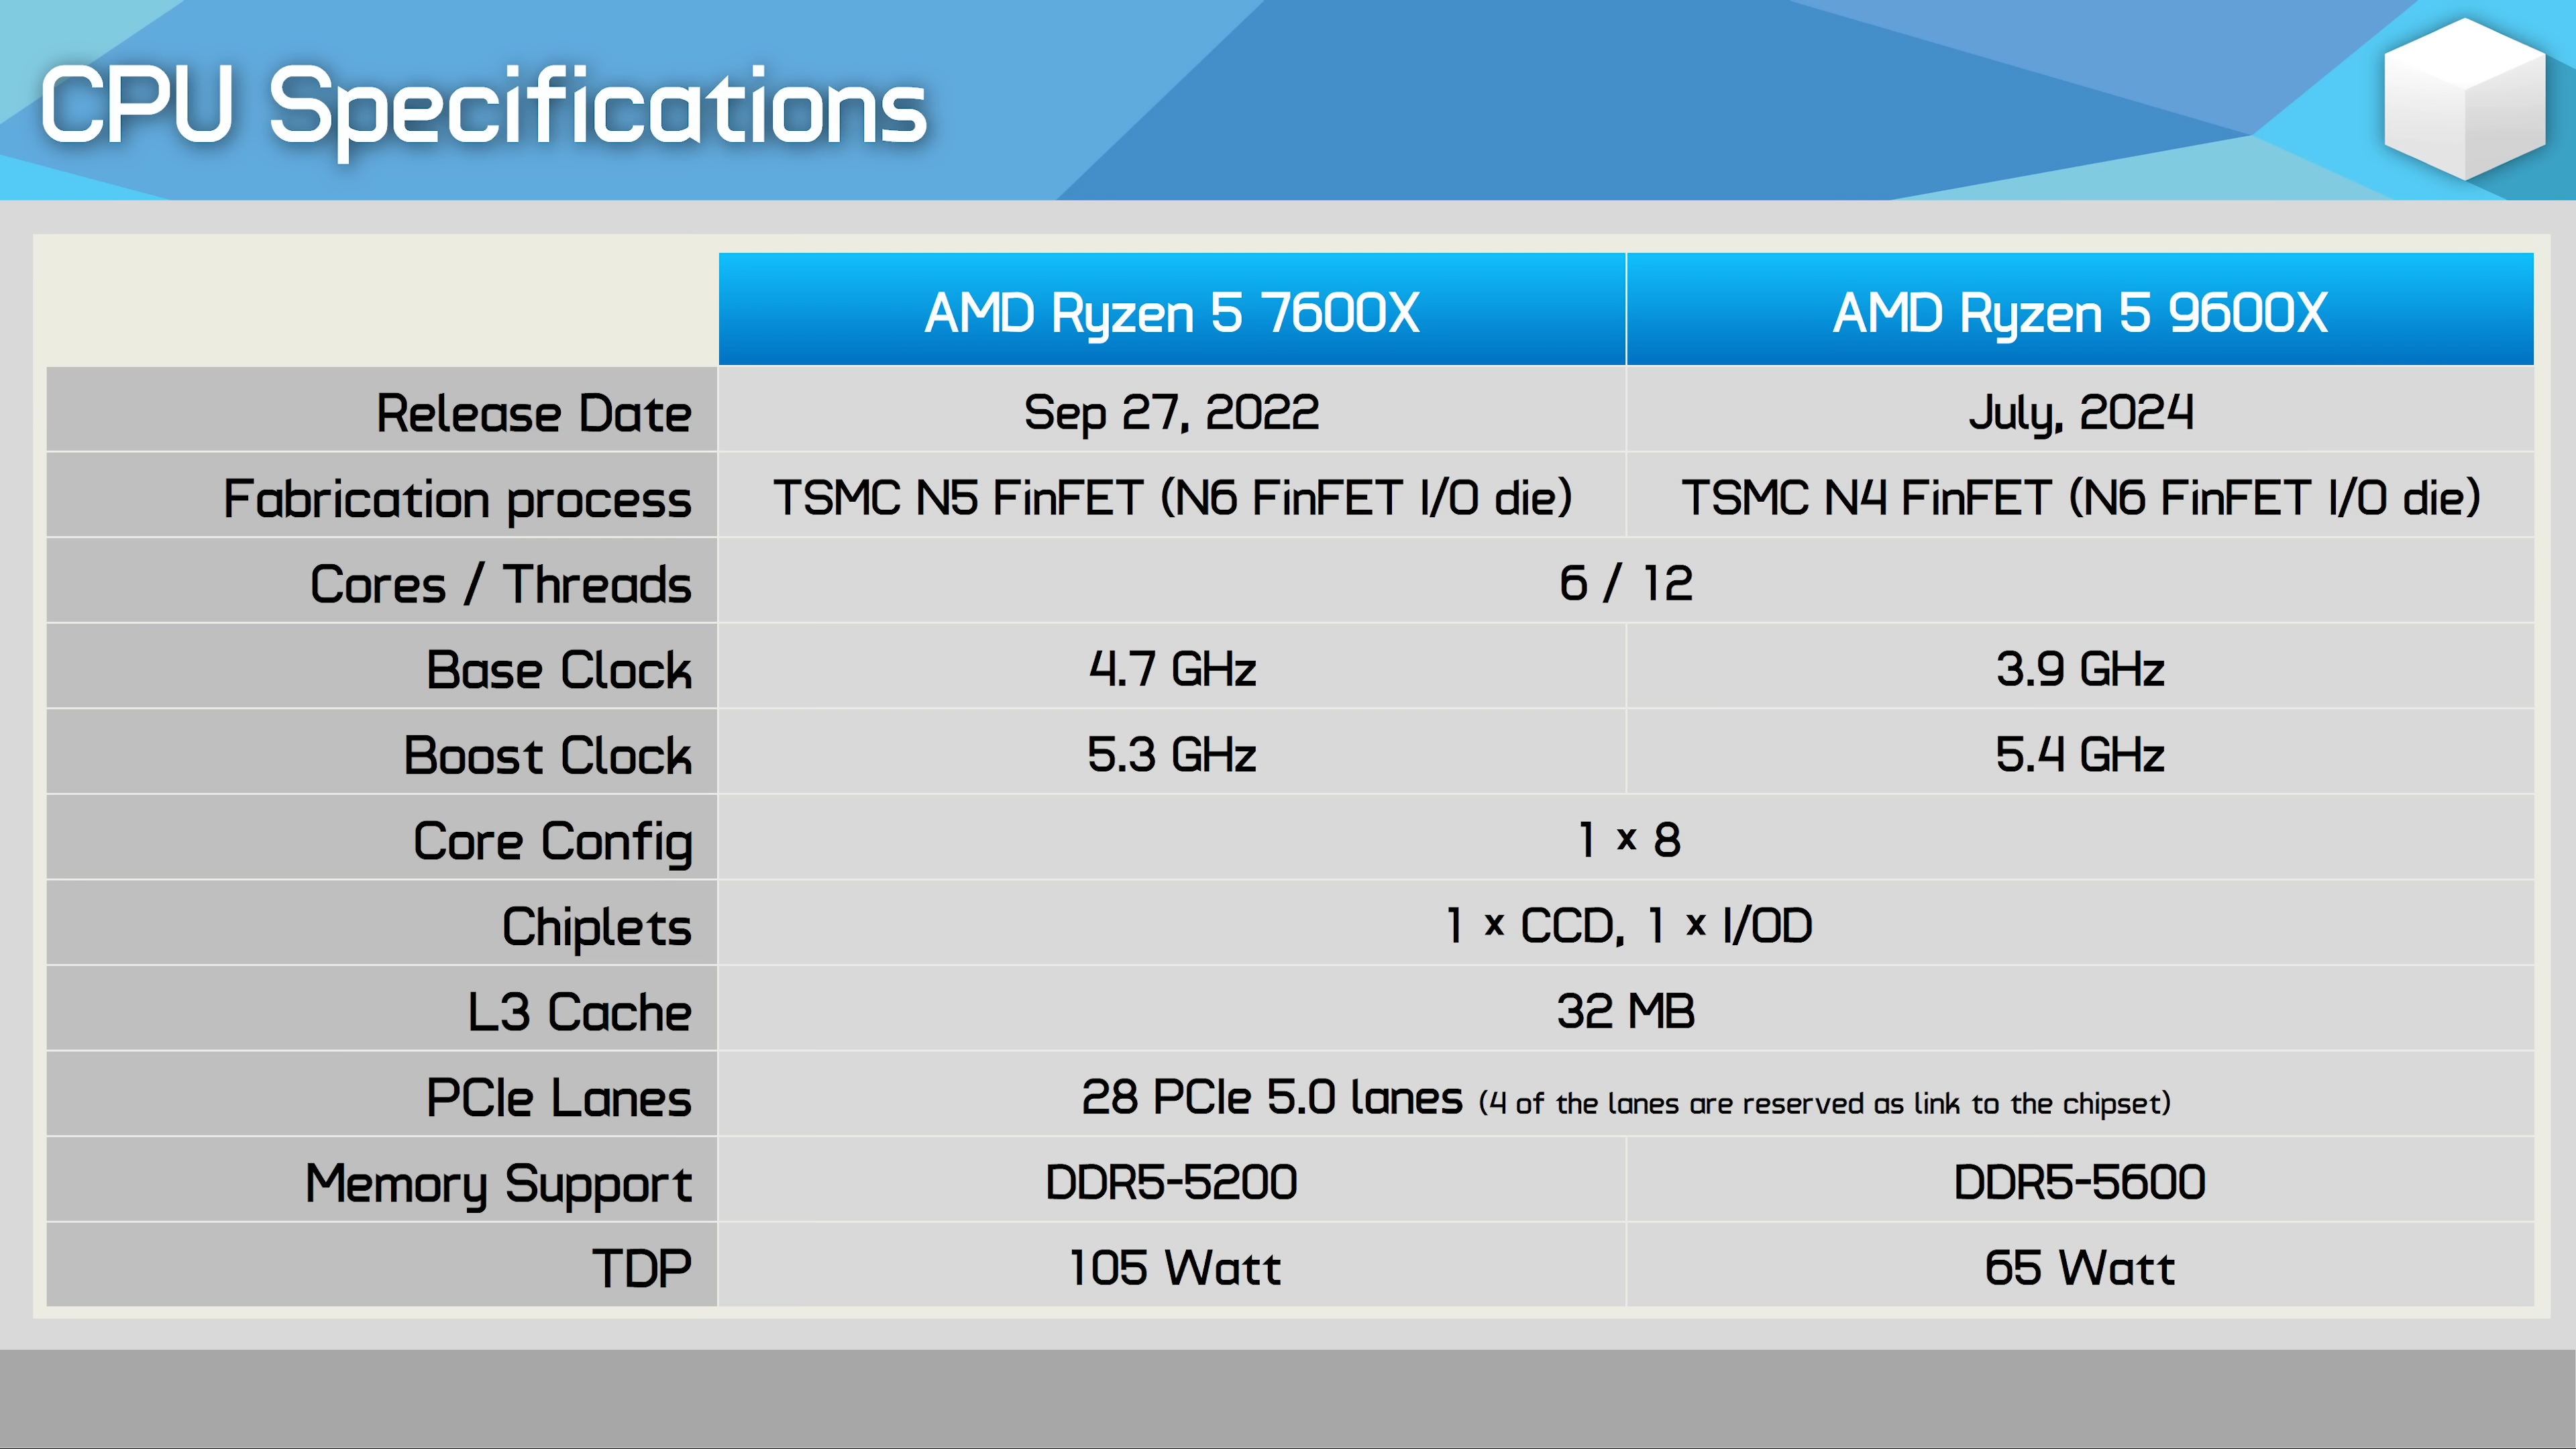 CPU Specifications
AMD Ryzen 5 7600X AMD Ryzen 5 9600X
Release Date Sep 27, 2022 July, 2024
Fabrication process TSMC N5 FinFET (N6 FinFET I/O die) TSMC N4 FinFET (N6 FinFET I/O die)
Cores / Threads 6 / 12
Base Clock 4.7 GHz 3.9 GHz
Boost Clock 5.3 GHz 5.4 GHz
Core Config 1 x 8
Chiplets 1 x CCD, 1 x I/OD
L3 Cache 32 MB
PCIe Lanes 28 PCIe 5.0 lanes (4 of the lanes are reserved as link to the chipset)
Memory Support DDR5-5200 DDR5-5600
TDP 105 Watt 65 Watt